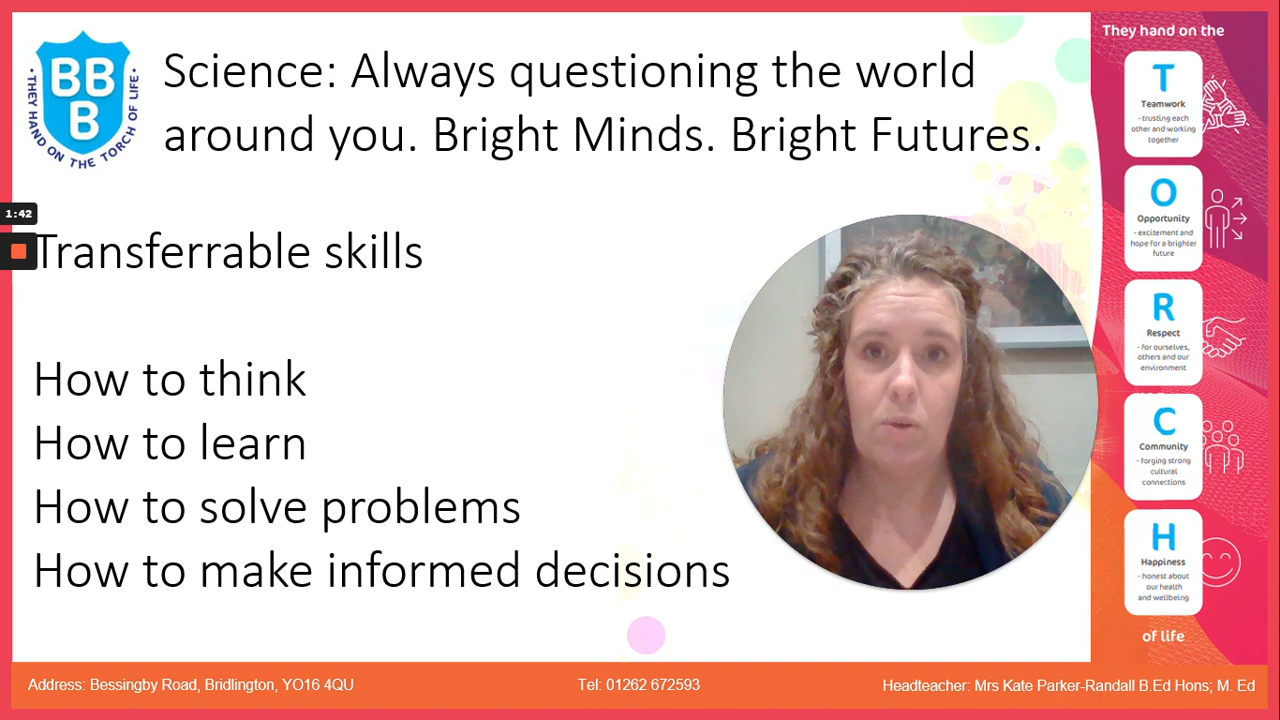 BB
B
THEY HAND ON THE TORCH OF LIFE
Science: Always questioning the world
around you. Bright Minds. Bright Futures.
1:42
Transferrable skills
How to think
How to learn
How to solve problems
How to make informed decisions
They hand on the
T
Teamwork
- trusting each
other and working
together
O
Opportunity
- excitement and
hope for a brighter
future
R
Respect
- for ourselves,
others and our
environment
C
Community
- forging strong
cultural
connections
H
Happiness
- honest about
our health
and wellbeing
of life
Address: Bessingby Road, Bridlington, YO16 4QU
Tel: 01262 672593
Headteacher: Mrs Kate Parker-Randall B.Ed Hons; M. Ed